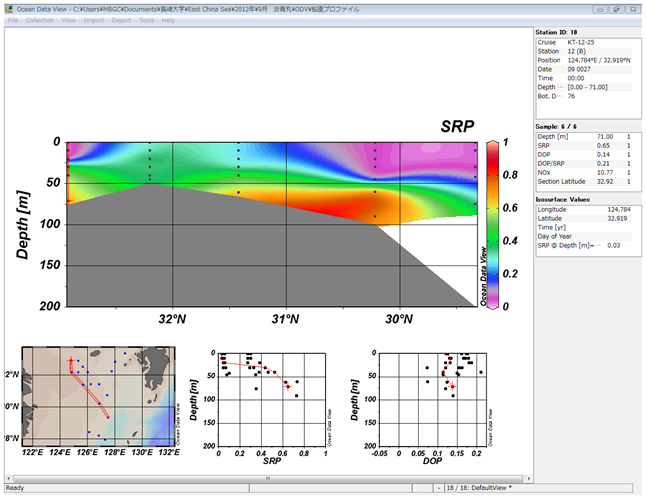 Ocean Data View - C:\Users\MBGC\Documents\長崎大学\East China Sea\2012年9月 淡青丸\ODV\鉛直プロファイル
File Collection View Import Export Tools Help
Station ID: 18
Cruise KT-12-25
Station 12 (B)
Position 124.784°E / 32.919°N
Date 09 0027
Time 00:00
Depth ... [0.00 - 71.00]
Bot. D... 76
Sample: 6 / 6
Depth [m] 71.00 1
SRP 0.65 1
DOP 0.14 1
DOP/SRP 0.21 1
NOx 10.77 1
Section Latitude 32.92 1
Isosurface Values
Longitude 124.784
Latitude 32.919
Time [yr]
Day of Year
SRP @ Depth [m]=... 0.03
SRP
0
50
100
150
200
Depth [m]
32°N 31°N 30°N
1
0.8
0.6
0.4
0.2
0
Ocean Data View
2°N
0°N
8°N
122°E 124°E 126°E 128°E 130°E 132°E
Ocean Data View
0
50
100
150
200
Depth [m]
0 0.2 0.4 0.6 0.8 1
SRP
Ocean Data View
0
50
100
150
200
Depth [m]
-0.05 0 0.05 0.1 0.15 0.2
DOP
Ocean Data View
Ready
- 18 / 18: DefaultView *